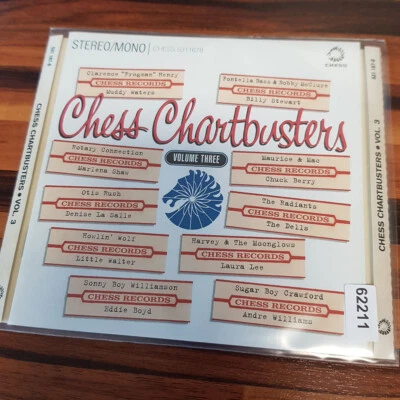 STEREO/MONO
CHESS
Clarence "Frogman" Henry
CHESS RECORDS
Muddy Waters
Fontella Bass & Bobby McClure
CHESS RECORDS
Billy Stewart
Chess Chartbusters
VOLUME THREE
Rotary Connection
CHESS RECORDS
Marlena Shaw
Maurice & Mac
CHESS RECORDS
Chuck Berry
Otis Rush
CHESS RECORDS
Denise La Salle
The Radiants
CHESS RECORDS
The Dells
Howlin' Wolf
CHESS RECORDS
Little Walter
Harvey & The Moonglows
CHESS RECORDS
Laura Lee
Sonny Boy Williamson
CHESS RECORDS
Eddie Boyd
Sugar Boy Crawford
CHESS RECORDS
Andre Williams
CHESS CHARTBUSTERS • VOL. 3
CHESS CHARTBUSTERS • VOL. 3
62211